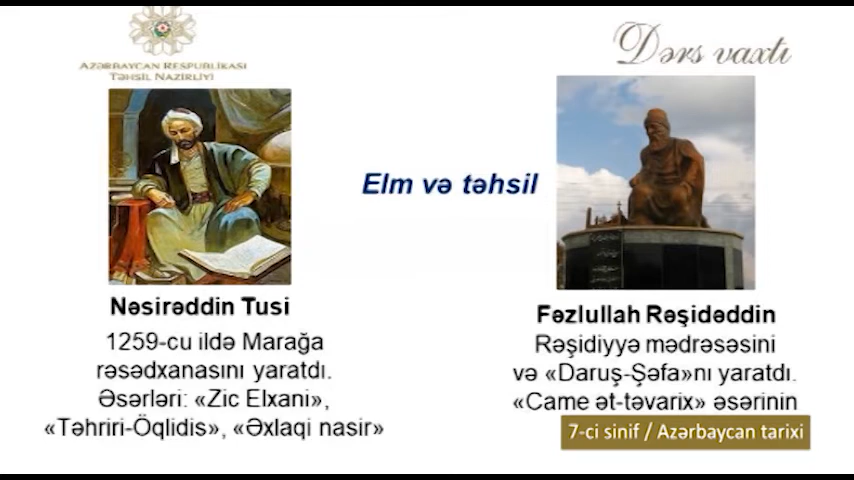 AZƏRBAYCAN RESPUBLİKASI
TƏHSİL NAZİRLİYİ
Dərs vaxtı
Elm və təhsil
Nəsirəddin Tusi
1259-cu ildə Marağa
rəsədxanasını yaratdı.
Əsərləri: «Zic Elxani»,
«Təhriri-Öqlidis», «Əxlaqi nasir»
Fəzlullah Rəşidəddin
Rəşidiyyə mədrəsəsini
və «Daruş-Şəfa»nı yaratdı.
«Came ət-təvarix» əsərinin
7-ci sinif / Azərbaycan tarixi